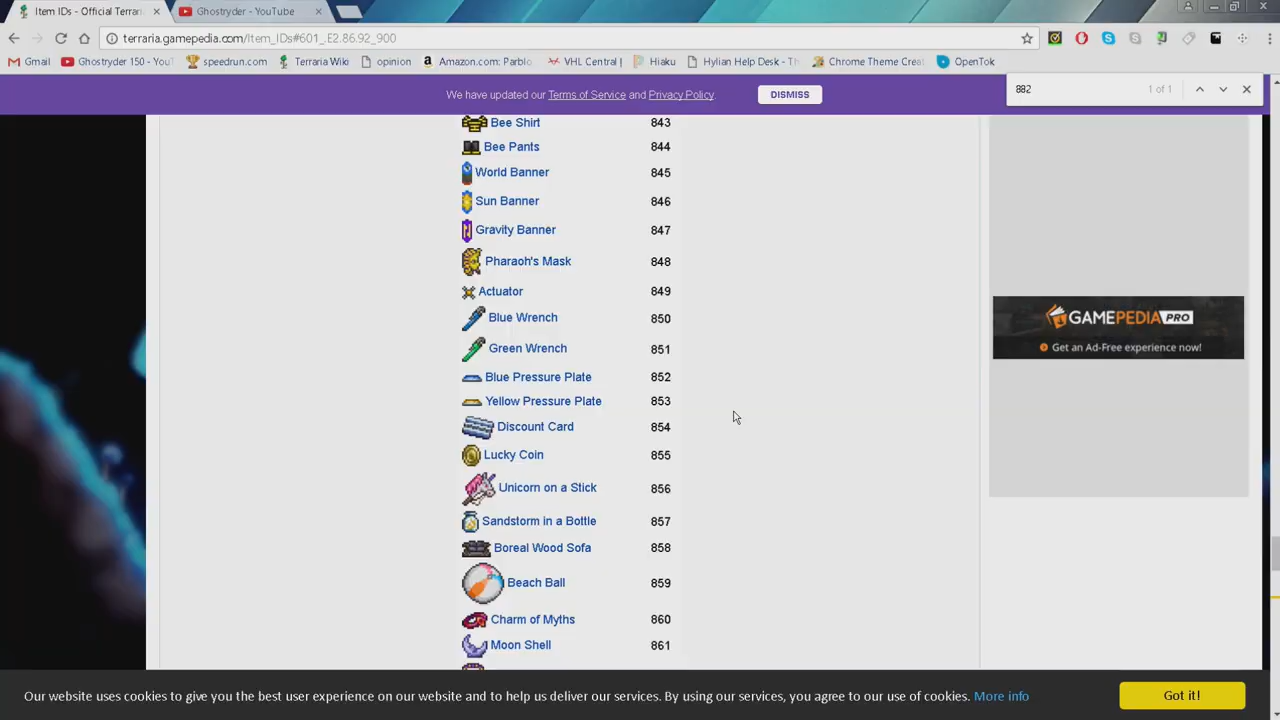 Item IDs - Official Terrari
Ghostryder - YouTube
terraria.gamepedia.com/Item_IDs#601_.E2.86.92_900
Gmail
Ghostryder 150 - You
speedrun.com
Terraria Wiki
opinion
Amazon.com: Parblo
VHL Central |
Hiaku
Hylian Help Desk - Th
Chrome Theme Creat
OpenTok
882
1 of 1
We have updated our Terms of Service and Privacy Policy.
DISMISS
Bee Shirt 843
Bee Pants 844
World Banner 845
Sun Banner 846
Gravity Banner 847
Pharaoh's Mask 848
Actuator 849
Blue Wrench 850
Green Wrench 851
Blue Pressure Plate 852
Yellow Pressure Plate 853
Discount Card 854
Lucky Coin 855
Unicorn on a Stick 856
Sandstorm in a Bottle 857
Boreal Wood Sofa 858
Beach Ball 859
Charm of Myths 860
Moon Shell 861
GAMEPEDIA PRO
Get an Ad-Free experience now!
Our website uses cookies to give you the best user experience on our website and to help us deliver our services. By using our services, you agree to our use of cookies. More info
Got it!